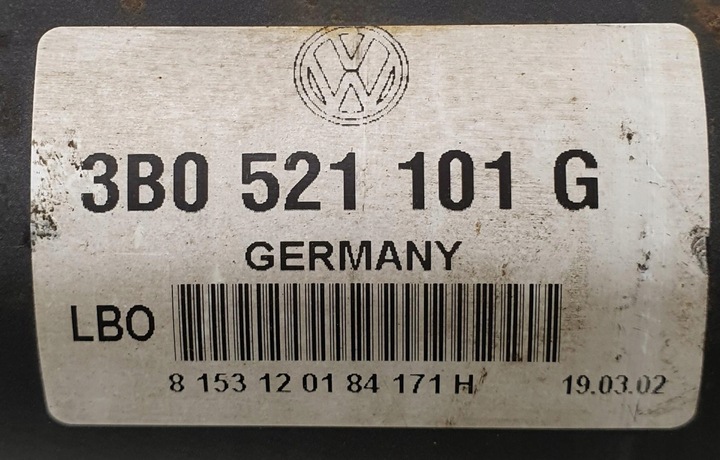 3B0 521 101 G
GERMANY
LBO
8 153 12 01 84 171 H 19.03.02